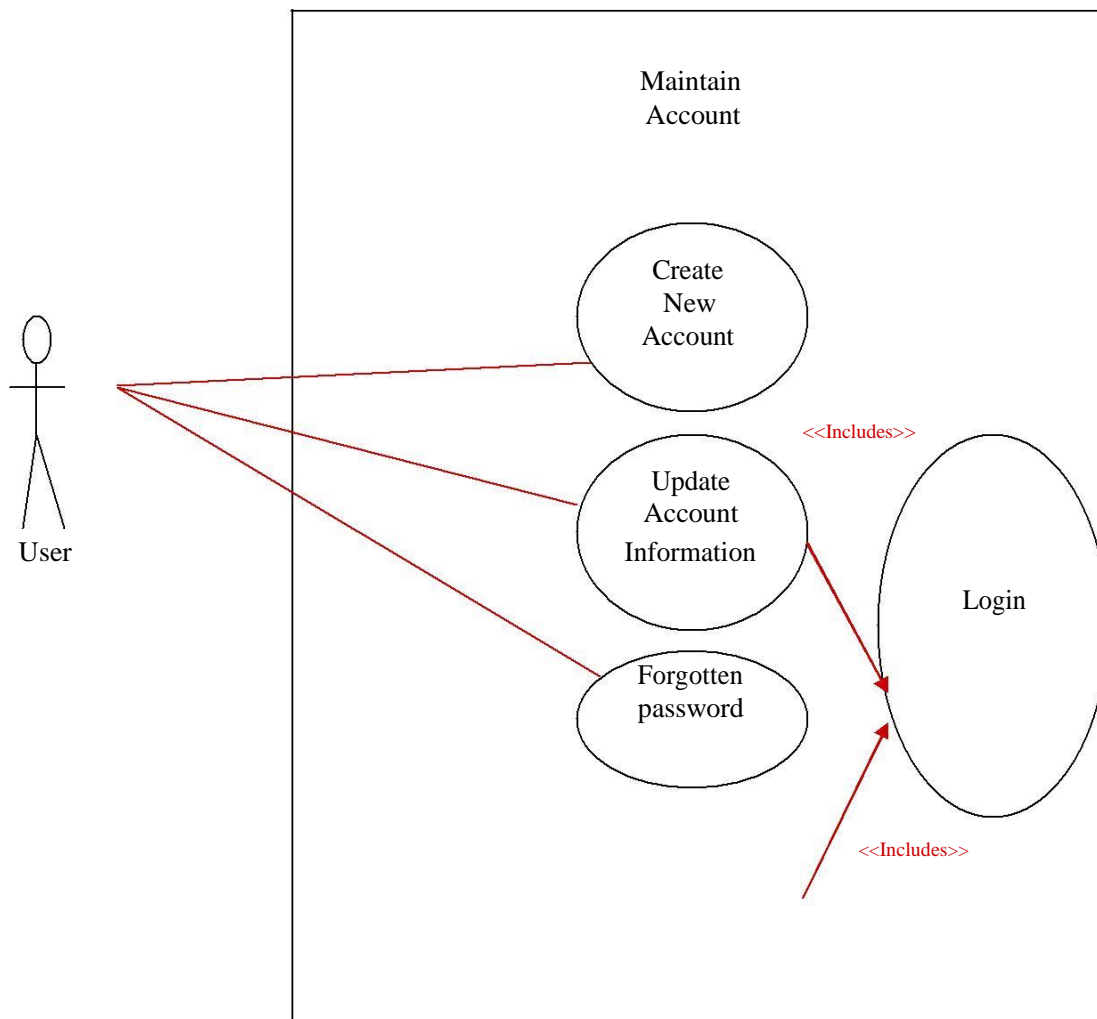 Maintain
Account
Create
New
Account
<<Includes>>
Update
Account
Information
User
Login
Forgotten
password
<<Includes>>